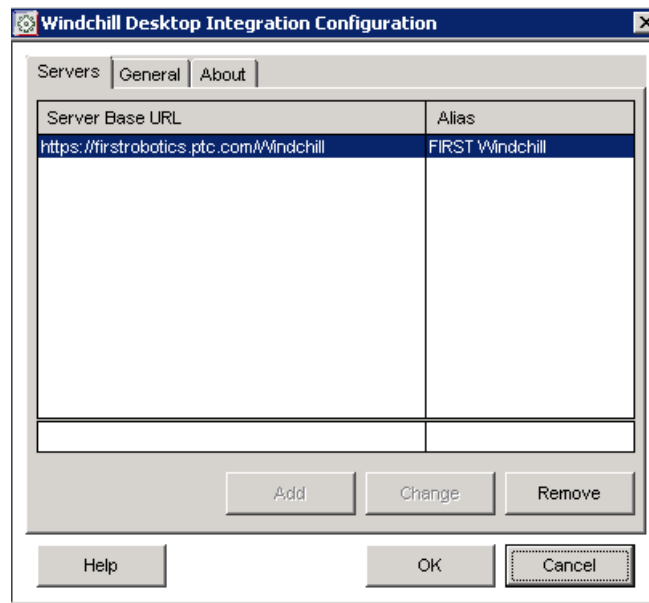 Windchill Desktop Integration Configuration
Servers General About
Server Base URL Alias
https://firstrobotics.ptc.com/Windchill FIRST Windchill
Add Change Remove
Help OK Cancel